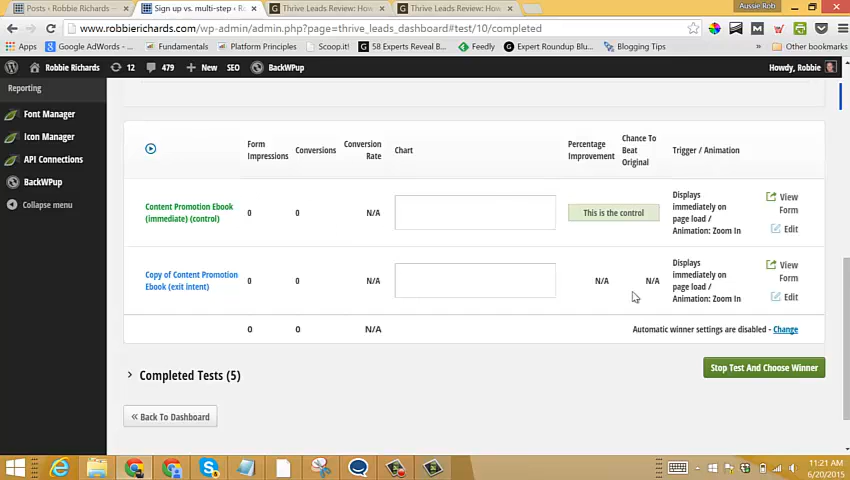 Aussie Rob
Posts ‹ Robbie Richards ·
Sign up vs. multi-step ‹ R
Thrive Leads Review: How
Thrive Leads Review: How
www.robbierichards.com/wp-admin/admin.php?page=thrive_leads_dashboard#test/10/completed
Apps
Google AdWords -
Fundamentals
Platform Principles
Scoop.it!
58 Experts Reveal B...
Feedly
Expert Roundup Blu...
Blogging Tips
Other bookmarks
Robbie Richards
12
479
New
SEO
BackWPup
Howdy, Robbie
Reporting
Font Manager
Icon Manager
API Connections
BackWPup
Collapse menu
Form
Impressions
Conversions
Conversion
Rate
Chart
Percentage
Improvement
Chance To
Beat
Original
Trigger / Animation
Content Promotion Ebook
(immediate) (control)
0
0
N/A
This is the control
Displays
immediately on
page load /
Animation: Zoom In
View
Form
Edit
Copy of Content Promotion
Ebook (exit intent)
0
0
N/A
N/A
N/A
Displays
immediately on
page load /
Animation: Zoom In
View
Form
Edit
0
0
N/A
Automatic winner settings are disabled - Change
Completed Tests (5)
Stop Test And Choose Winner
« Back To Dashboard
11:21 AM
6/20/2015